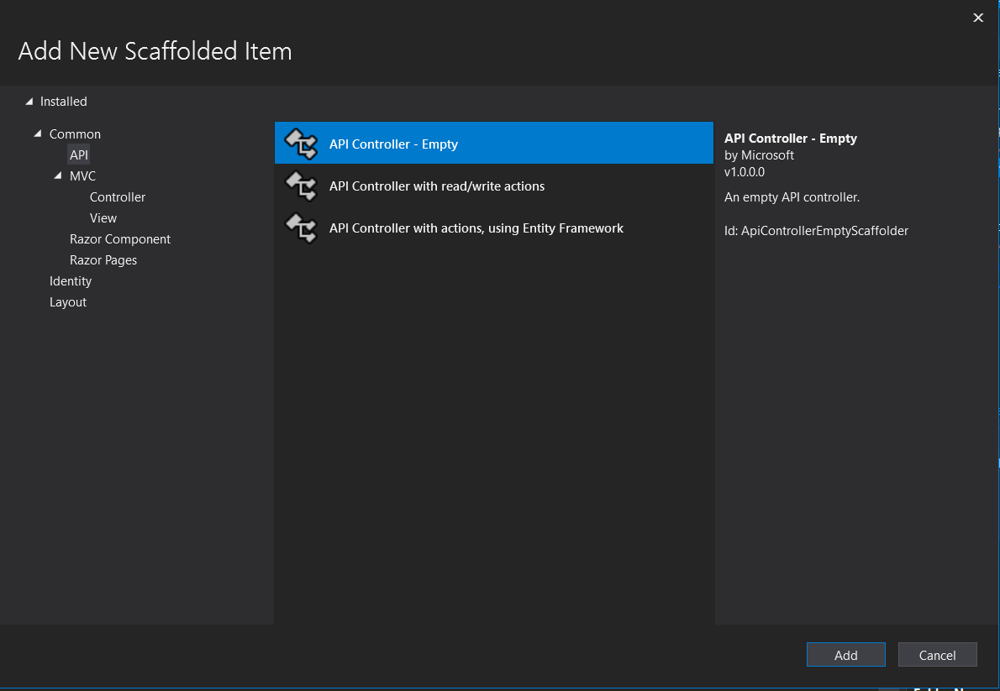 Add New Scaffolded Item
Installed
Common
API
MVC
Controller
View
Razor Component
Razor Pages
Identity
Layout
API Controller - Empty
API Controller with read/write actions
API Controller with actions, using Entity Framework
API Controller - Empty
by Microsoft
v1.0.0.0
An empty API controller.
Id: ApiControllerEmptyScaffolder
Add
Cancel